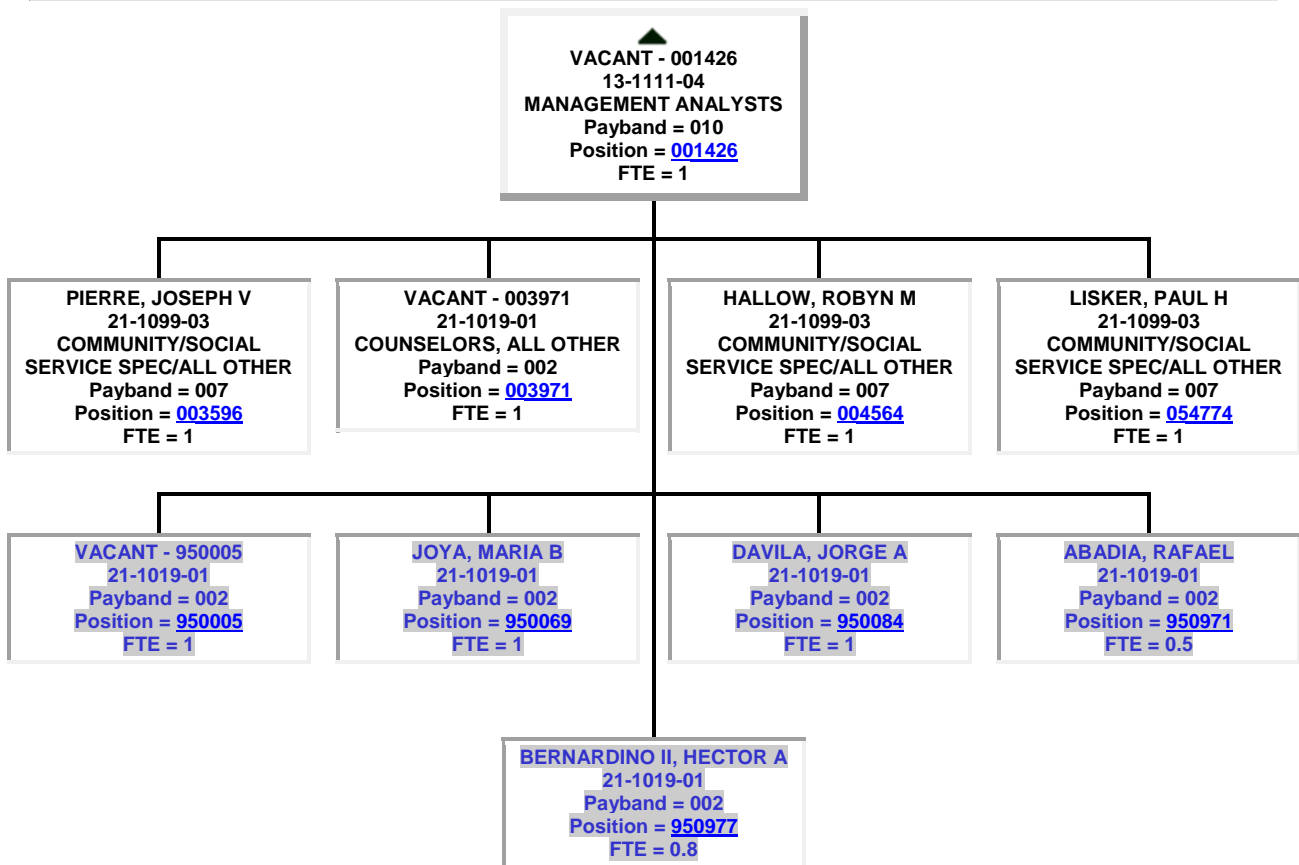 VACANT - 001426
13-1111-04
MANAGEMENT ANALYSTS
Payband = 010
Position = 001426
FTE = 1
PIERRE, JOSEPH V
21-1099-03
COMMUNITY/SOCIAL
SERVICE SPEC/ALL OTHER
Payband = 007
Position = 003596
FTE = 1
VACANT - 003971
21-1019-01
COUNSELORS, ALL OTHER
Payband = 002
Position = 003971
FTE = 1
HALLOW, ROBYN M
21-1099-03
COMMUNITY/SOCIAL
SERVICE SPEC/ALL OTHER
Payband = 007
Position = 004564
FTE = 1
LISKER, PAUL H
21-1099-03
COMMUNITY/SOCIAL
SERVICE SPEC/ALL OTHER
Payband = 007
Position = 054774
FTE = 1
VACANT - 950005
21-1019-01
Payband = 002
Position = 950005
FTE = 1
JOYA, MARIA B
21-1019-01
Payband = 002
Position = 950069
FTE = 1
DAVILA, JORGE A
21-1019-01
Payband = 002
Position = 950084
FTE = 1
ABADIA, RAFAEL
21-1019-01
Payband = 002
Position = 950971
FTE = 0.5
BERNARDINO II, HECTOR A
21-1019-01
Payband = 002
Position = 950977
FTE = 0.8